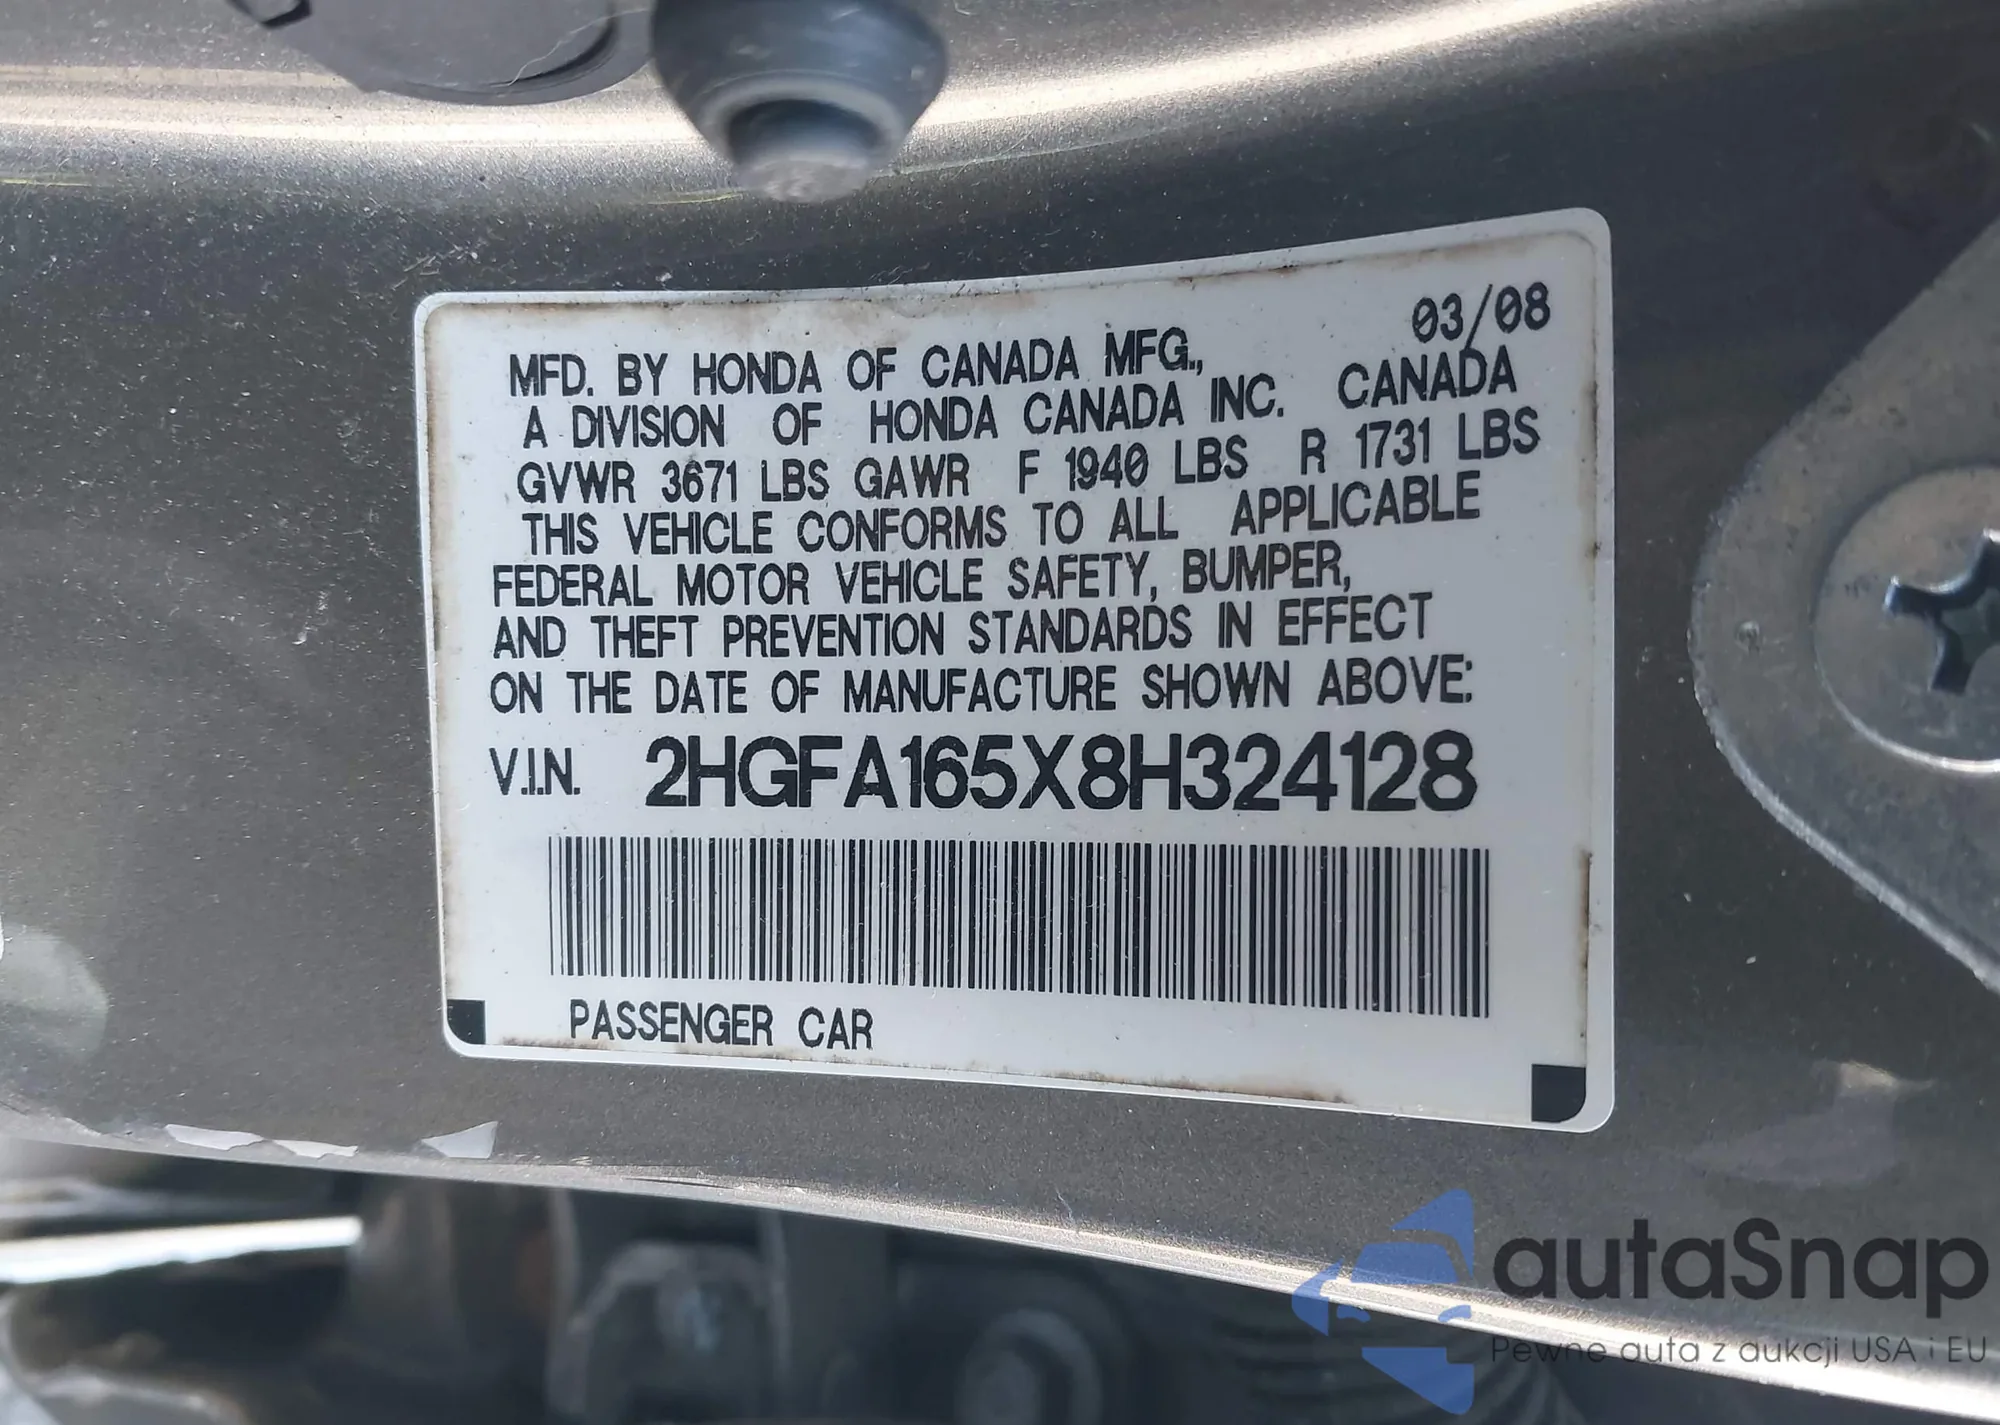 03/08
MFD. BY HONDA OF CANADA MFG.,
A DIVISION OF HONDA CANADA INC. CANADA
GVWR 3671 LBS GAWR F 1940 LBS R 1731 LBS
THIS VEHICLE CONFORMS TO ALL APPLICABLE
FEDERAL MOTOR VEHICLE SAFETY, BUMPER,
AND THEFT PREVENTION STANDARDS IN EFFECT
ON THE DATE OF MANUFACTURE SHOWN ABOVE:
V.I.N. 2HGFA165X8H324128
PASSENGER CAR
autaSnap
Pewne auta z aukcji USA i EU